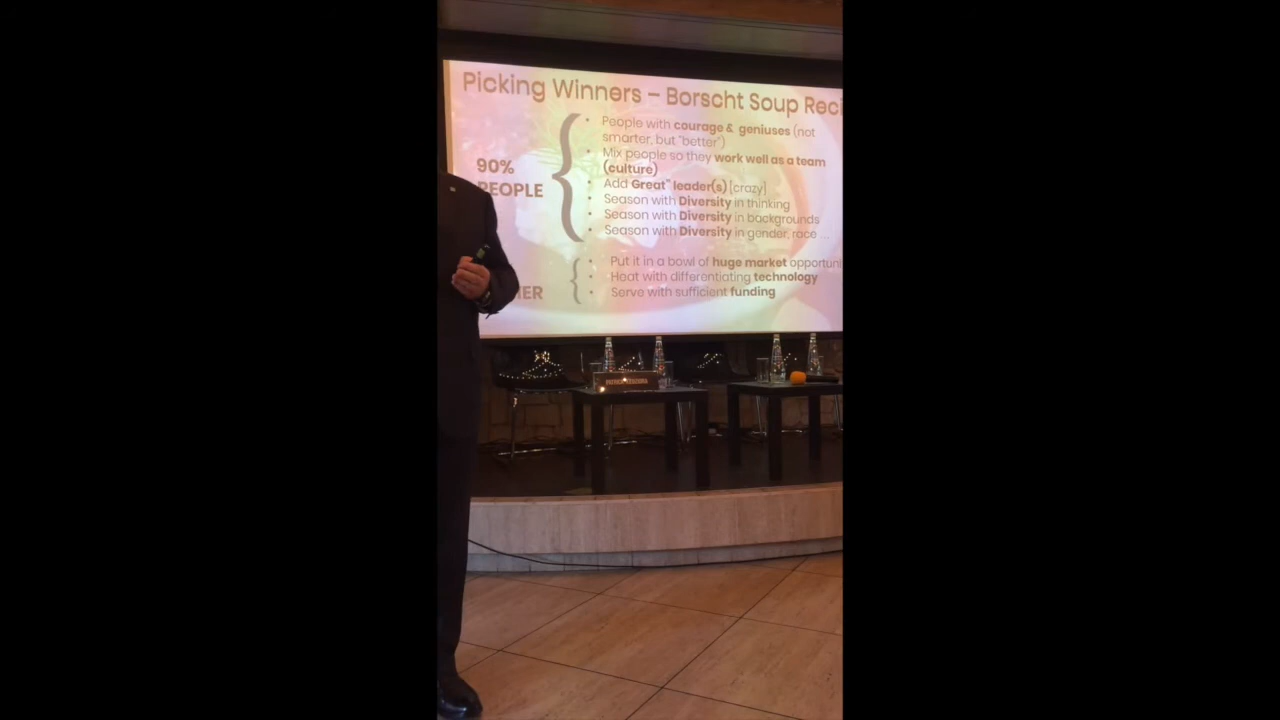 Picking Winners – Borscht Soup Reci
90%
PEOPLE
• People with courage & geniuses (not
smarter, but "better")
• Mix people so they work well as a team
(culture)
• Add Great" leader(s) [crazy]
• Season with Diversity in thinking
• Season with Diversity in backgrounds
• Season with Diversity in gender, race ...
HER
• Put it in a bowl of huge market opportuni
• Heat with differentiating technology
• Serve with sufficient funding